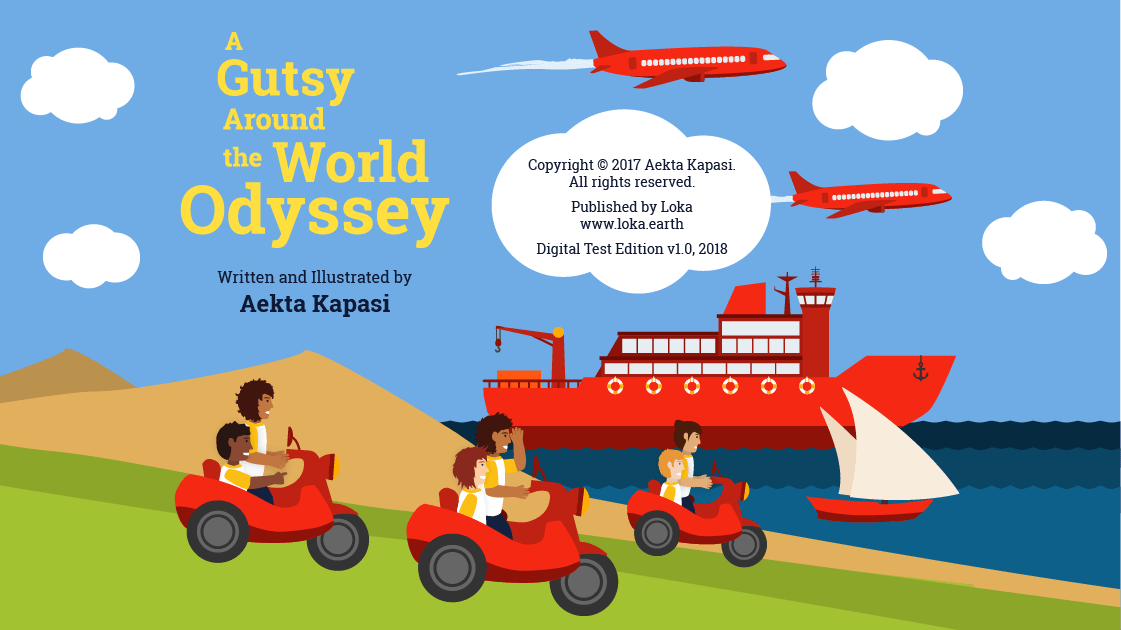 A
Gutsy
Around
the World
Odyssey
Written and Illustrated by
Aekta Kapasi
Copyright © 2017 Aekta Kapasi.
All rights reserved.
Published by Loka
www.loka.earth
Digital Test Edition v1.0, 2018